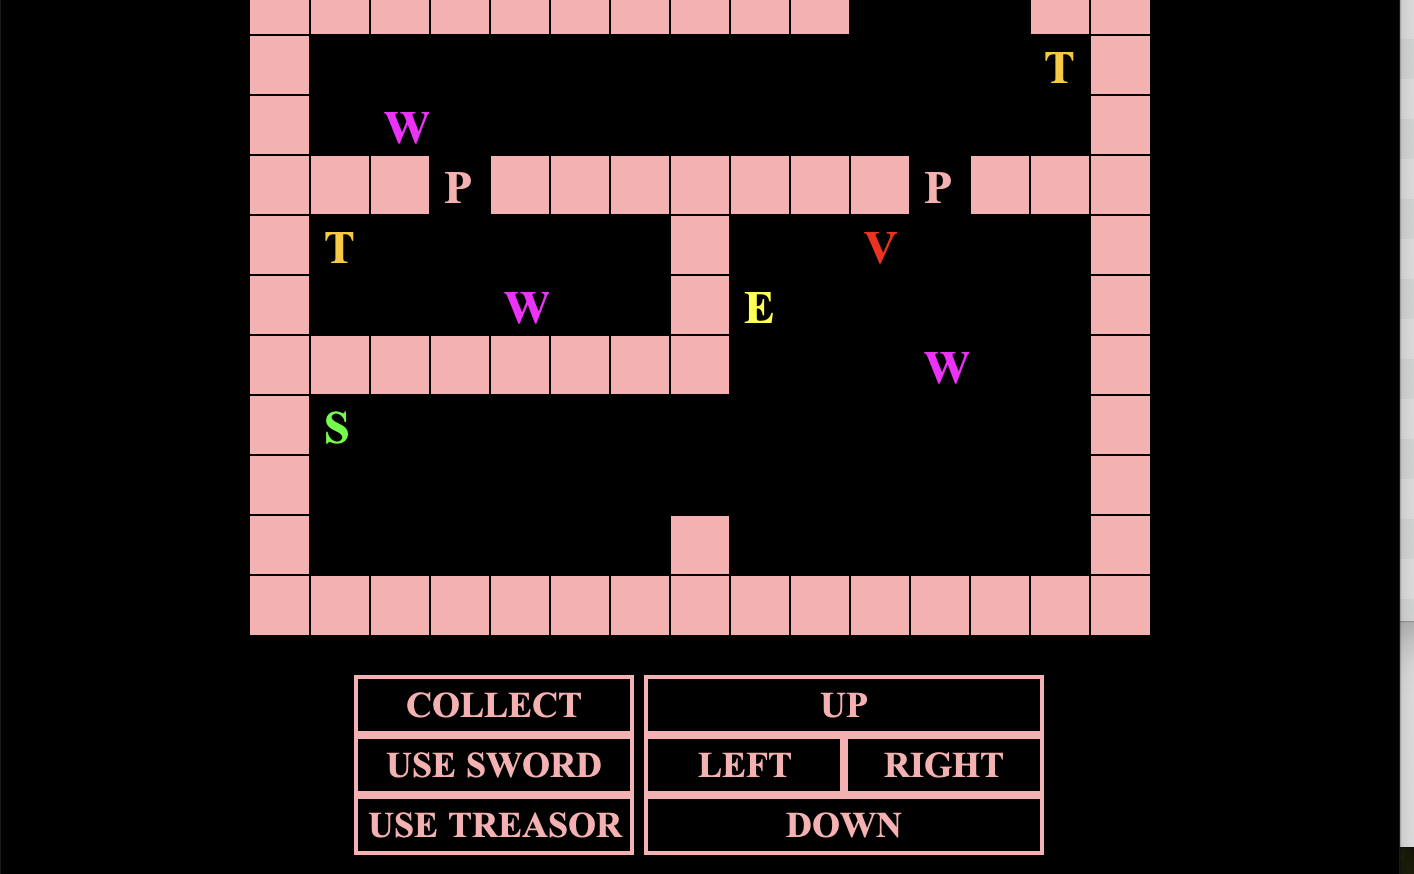 T
W
P P
T V
W E
W
S
COLLECT UP
USE SWORD LEFT RIGHT
USE TREASOR DOWN